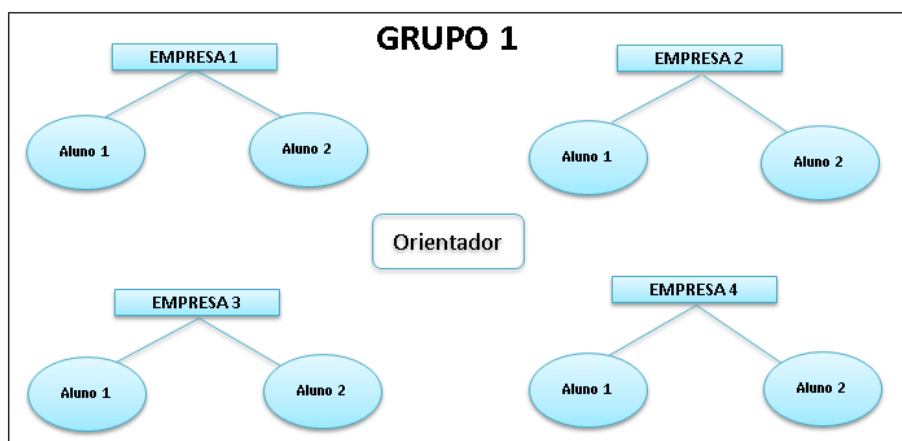 GRUPO 1
EMPRESA 1
Aluno 1
Aluno 2
EMPRESA 2
Aluno 1
Aluno 2
Orientador
EMPRESA 3
Aluno 1
Aluno 2
EMPRESA 4
Aluno 1
Aluno 2